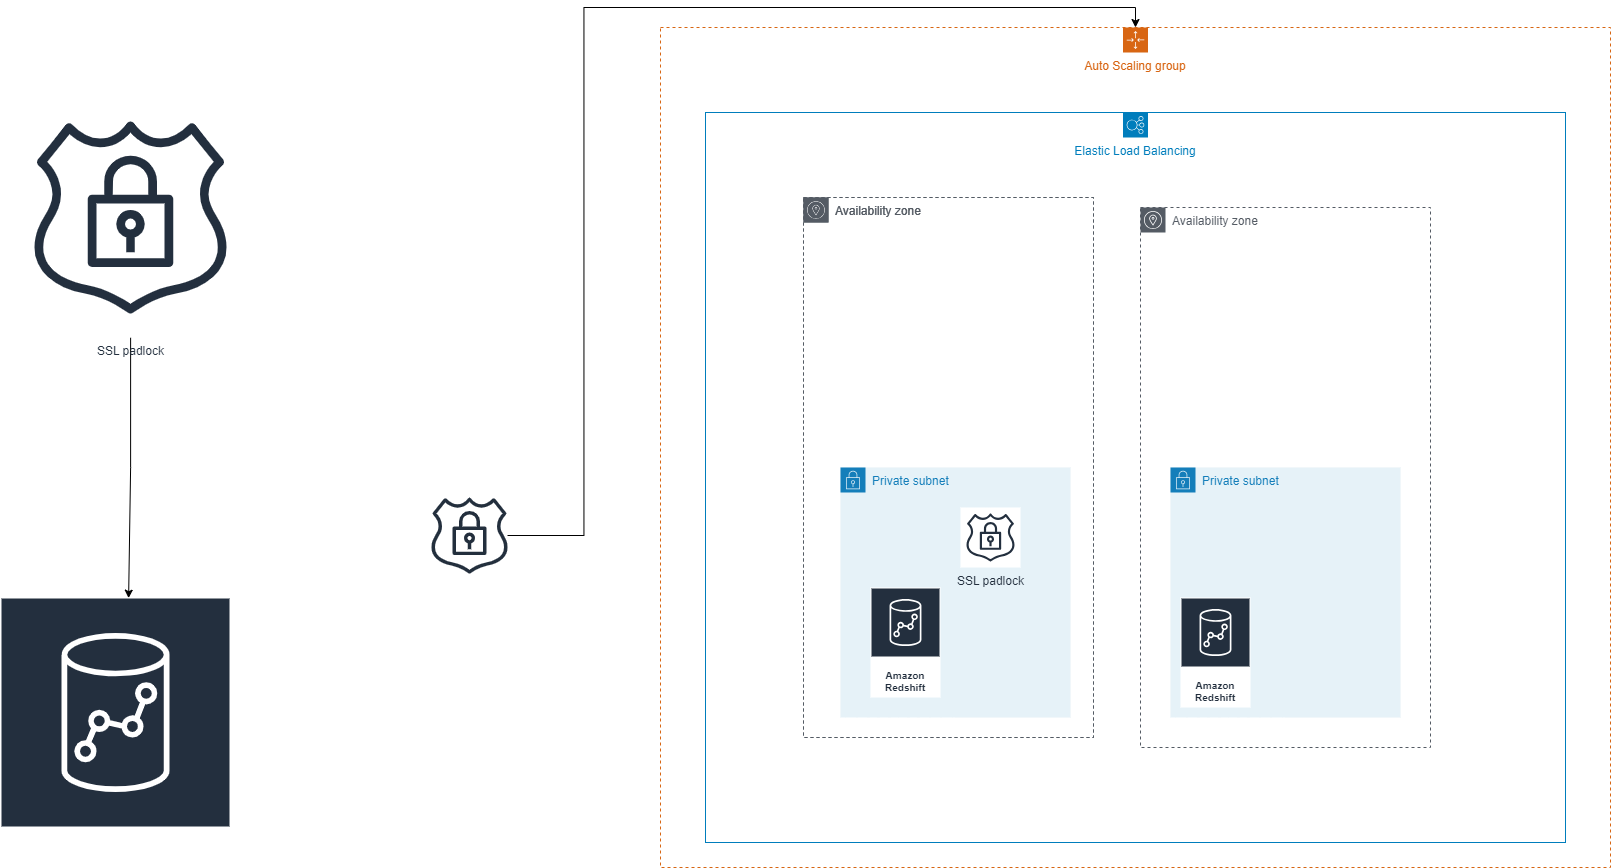 Auto Scaling group
Elastic Load Balancing
Availability zone
Availability zone
SSL padlock
Private subnet
Private subnet
SSL padlock
Amazon
Redshift
Amazon
Redshift